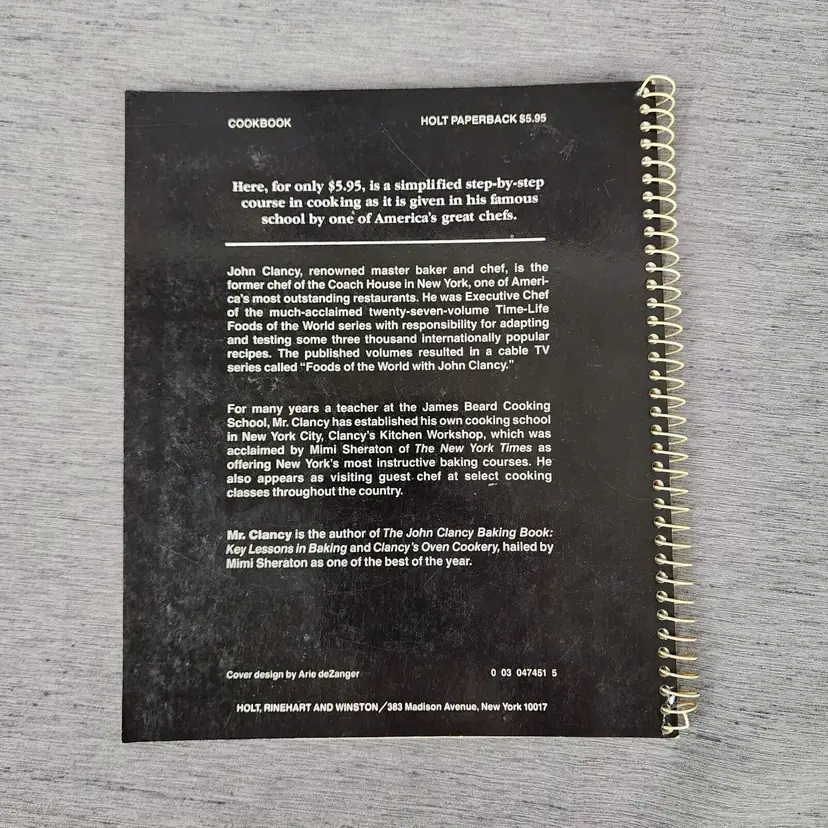 COOKBOOK HOLT PAPERBACK $5.95
Here, for only $5.95, is a simplified step-by-step
course in cooking as it is given in his famous
school by one of America's great chefs.
John Clancy, renowned master baker and chef, is the
former chef of the Coach House in New York, one of Ameri-
ca's most outstanding restaurants. He was Executive Chef
of the much-acclaimed twenty-seven-volume Time-Life
Foods of the World series with responsibility for adapting
and testing some three thousand internationally popular
recipes. The published volumes resulted in a cable TV
series called "Foods of the World with John Clancy."
For many years a teacher at the James Beard Cooking
School, Mr. Clancy has established his own cooking school
in New York City, Clancy's Kitchen Workshop, which was
acclaimed by Mimi Sheraton of The New York Times as
offering New York's most instructive baking courses. He
also appears as visiting guest chef at select cooking
classes throughout the country.
Mr. Clancy is the author of The John Clancy Baking Book:
Key Lessons in Baking and Clancy's Oven Cookery, hailed by
Mimi Sheraton as one of the best of the year.
Cover design by Arie deZanger 0 03 047451 5
HOLT, RINEHART AND WINSTON/383 Madison Avenue, New York 10017